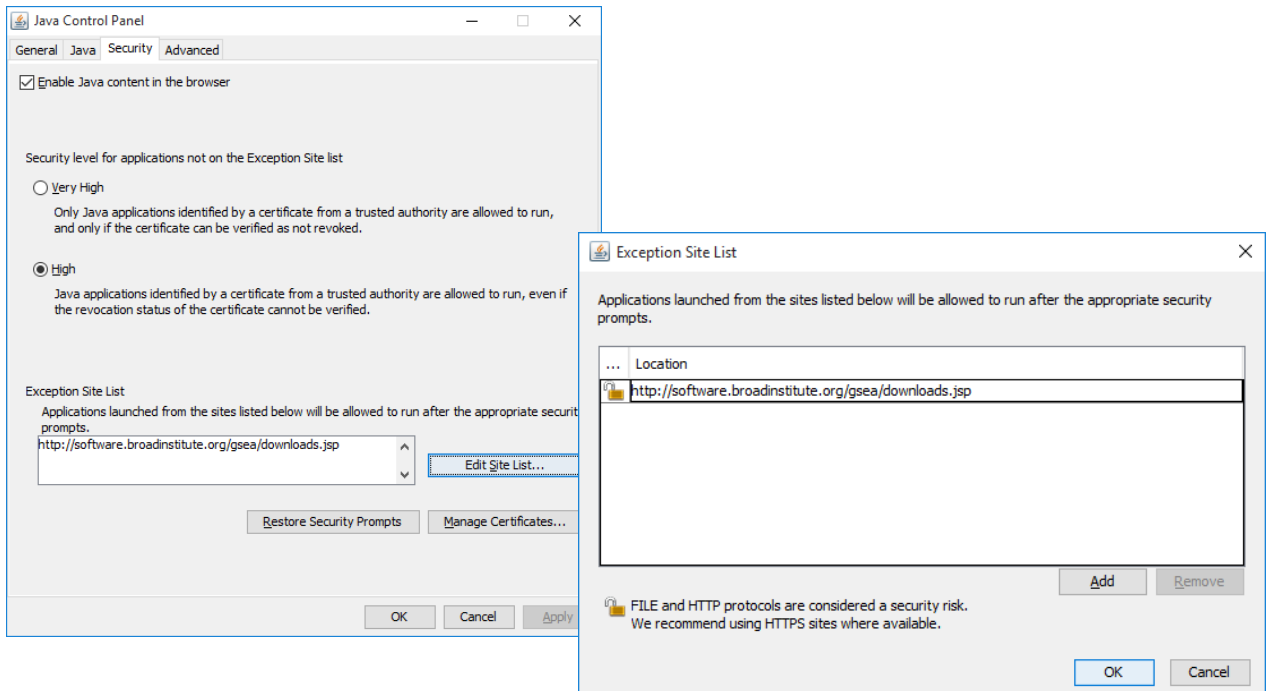 Java Control Panel
General Java Security Advanced
Enable Java content in the browser
Security level for applications not on the Exception Site list
Very High
Only Java applications identified by a certificate from a trusted authority are allowed to run,
and only if the certificate can be verified as not revoked.
High
Java applications identified by a certificate from a trusted authority are allowed to run, even if
the revocation status of the certificate cannot be verified.
Exception Site List
Applications launched from the sites listed below will be allowed to run after the appropriate securit
prompts.
http://software.broadinstitute.org/gsea/downloads.jsp
Edit Site List...
Restore Security Prompts
Manage Certificates...
OK
Cancel
Apply
Exception Site List
Applications launched from the sites listed below will be allowed to run after the appropriate security
prompts.
... Location
http://software.broadinstitute.org/gsea/downloads.jsp
Add
Remove
FILE and HTTP protocols are considered a security risk.
We recommend using HTTPS sites where available.
OK
Cancel